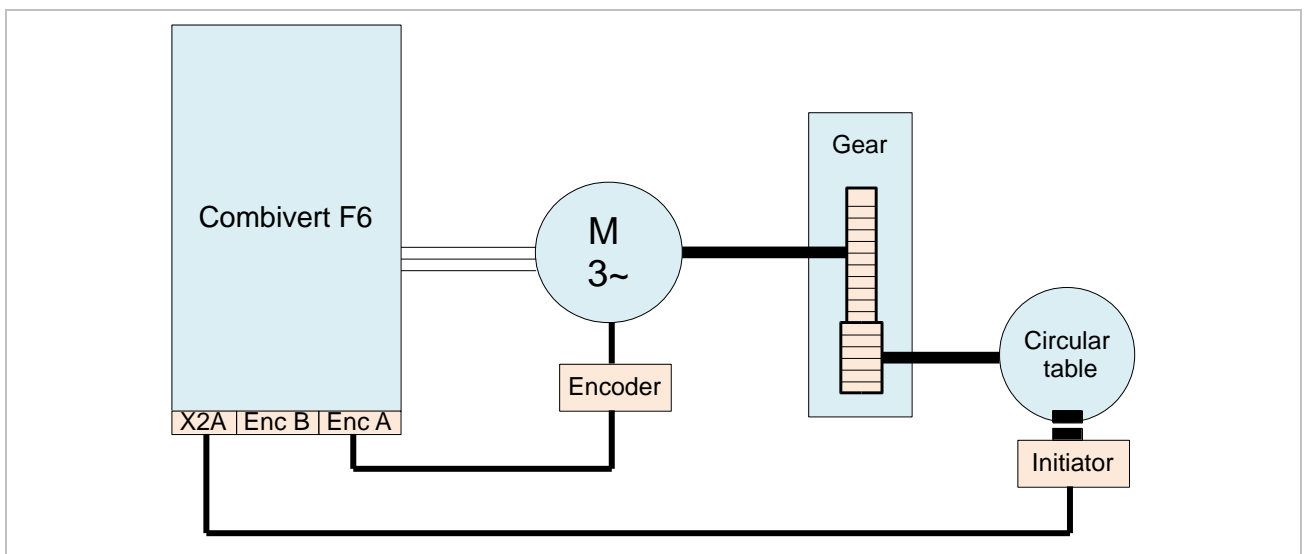 Gear
Combivert F6
M
3~
Circular
table
Encoder
X2A Enc B Enc A
Initiator